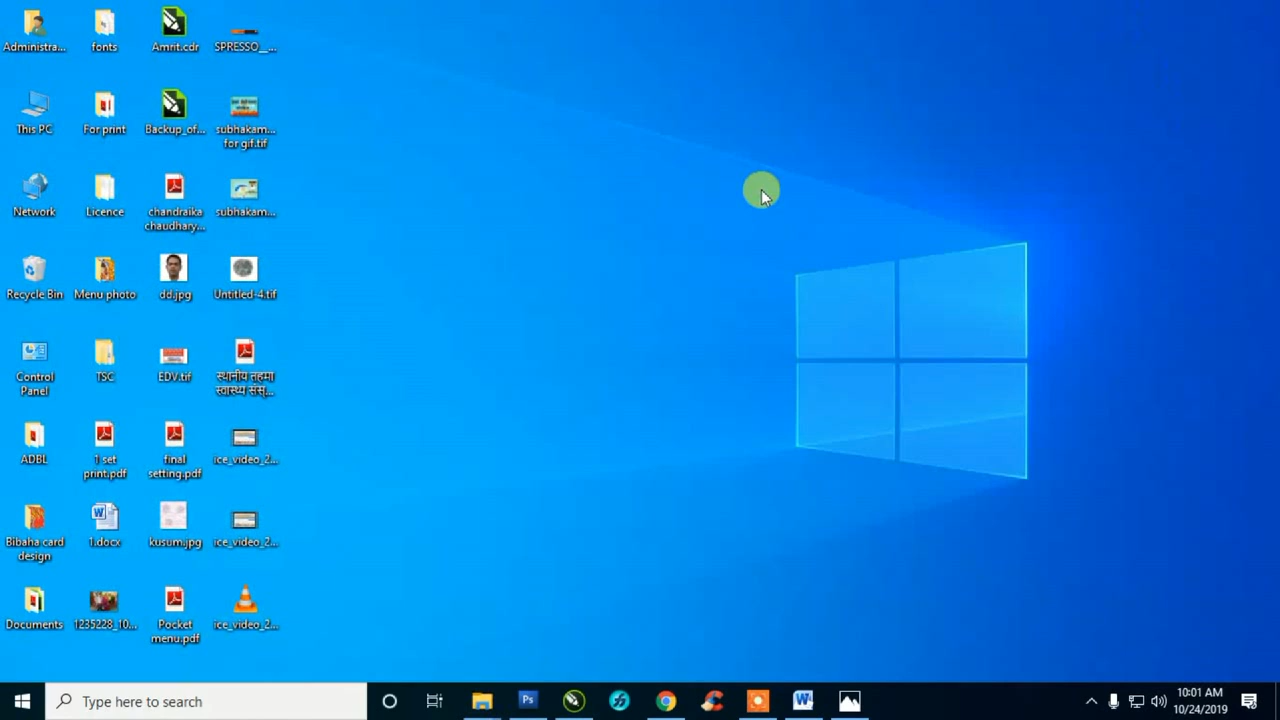 Administra...
fonts
Amrit.cdr
SPRESSO__...
This PC
For print
Backup_of...
subhakam...
for gif.tif
Network
Licence
chandraika
chaudhary...
subhakam...
Recycle Bin
Menu photo
dd.jpg
Untitled-4.tif
Control
Panel
TSC
EDV.tif
स्थानीय तहमा
स्वास्थ्य संस्...
ADBL
1 set
print.pdf
final
setting.pdf
ice_video_2...
Bibaha card
design
1.docx
kusum.jpg
ice_video_2...
Documents
1235228_10...
Pocket
menu.pdf
ice_video_2...
Type here to search
Ps
10:01 AM
10/24/2019